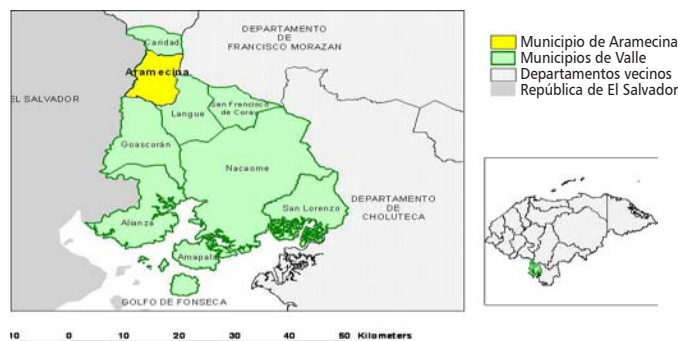 DEPARTAMENTO
DE
FRANCISCO MORAZAN
Caridad
Aramecina
EL SALVADOR
San Francisco
de Coray
Langue
Goascorán
Nacaome
DEPARTAMENTO
DE
CHOLUTECA
San Lorenzo
Alianza
Amapala
GOLFO DE FONSECA
10 0 10 20 30 40 50 Kilometers
Municipio de Aramecina
Municipios de Valle
Departamentos vecinos
República de El Salvador